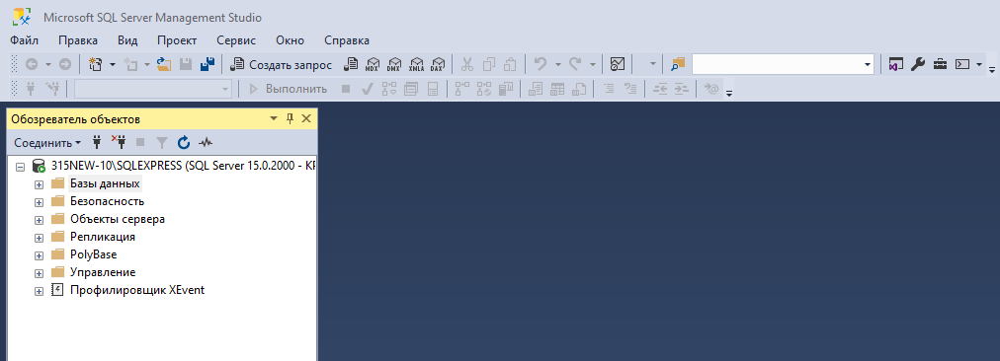 Microsoft SQL Server Management Studio
Файл Правка Вид Проект Сервис Окно Справка
Создать запрос MDX DMX XMLA DAX
Выполнить
Обозреватель объектов
Соединить
315NEW-10\SQLEXPRESS (SQL Server 15.0.2000 - KF
Базы данных
Безопасность
Объекты сервера
Репликация
PolyBase
Управление
Профилировщик XEvent